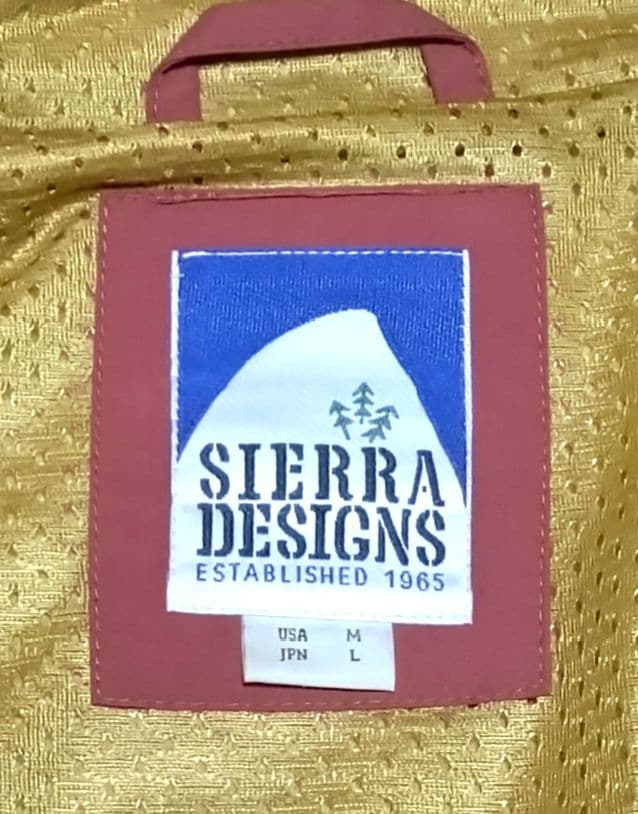 SIERRA
DESIGNS
ESTABLISHED 1965
USA M
JPN L